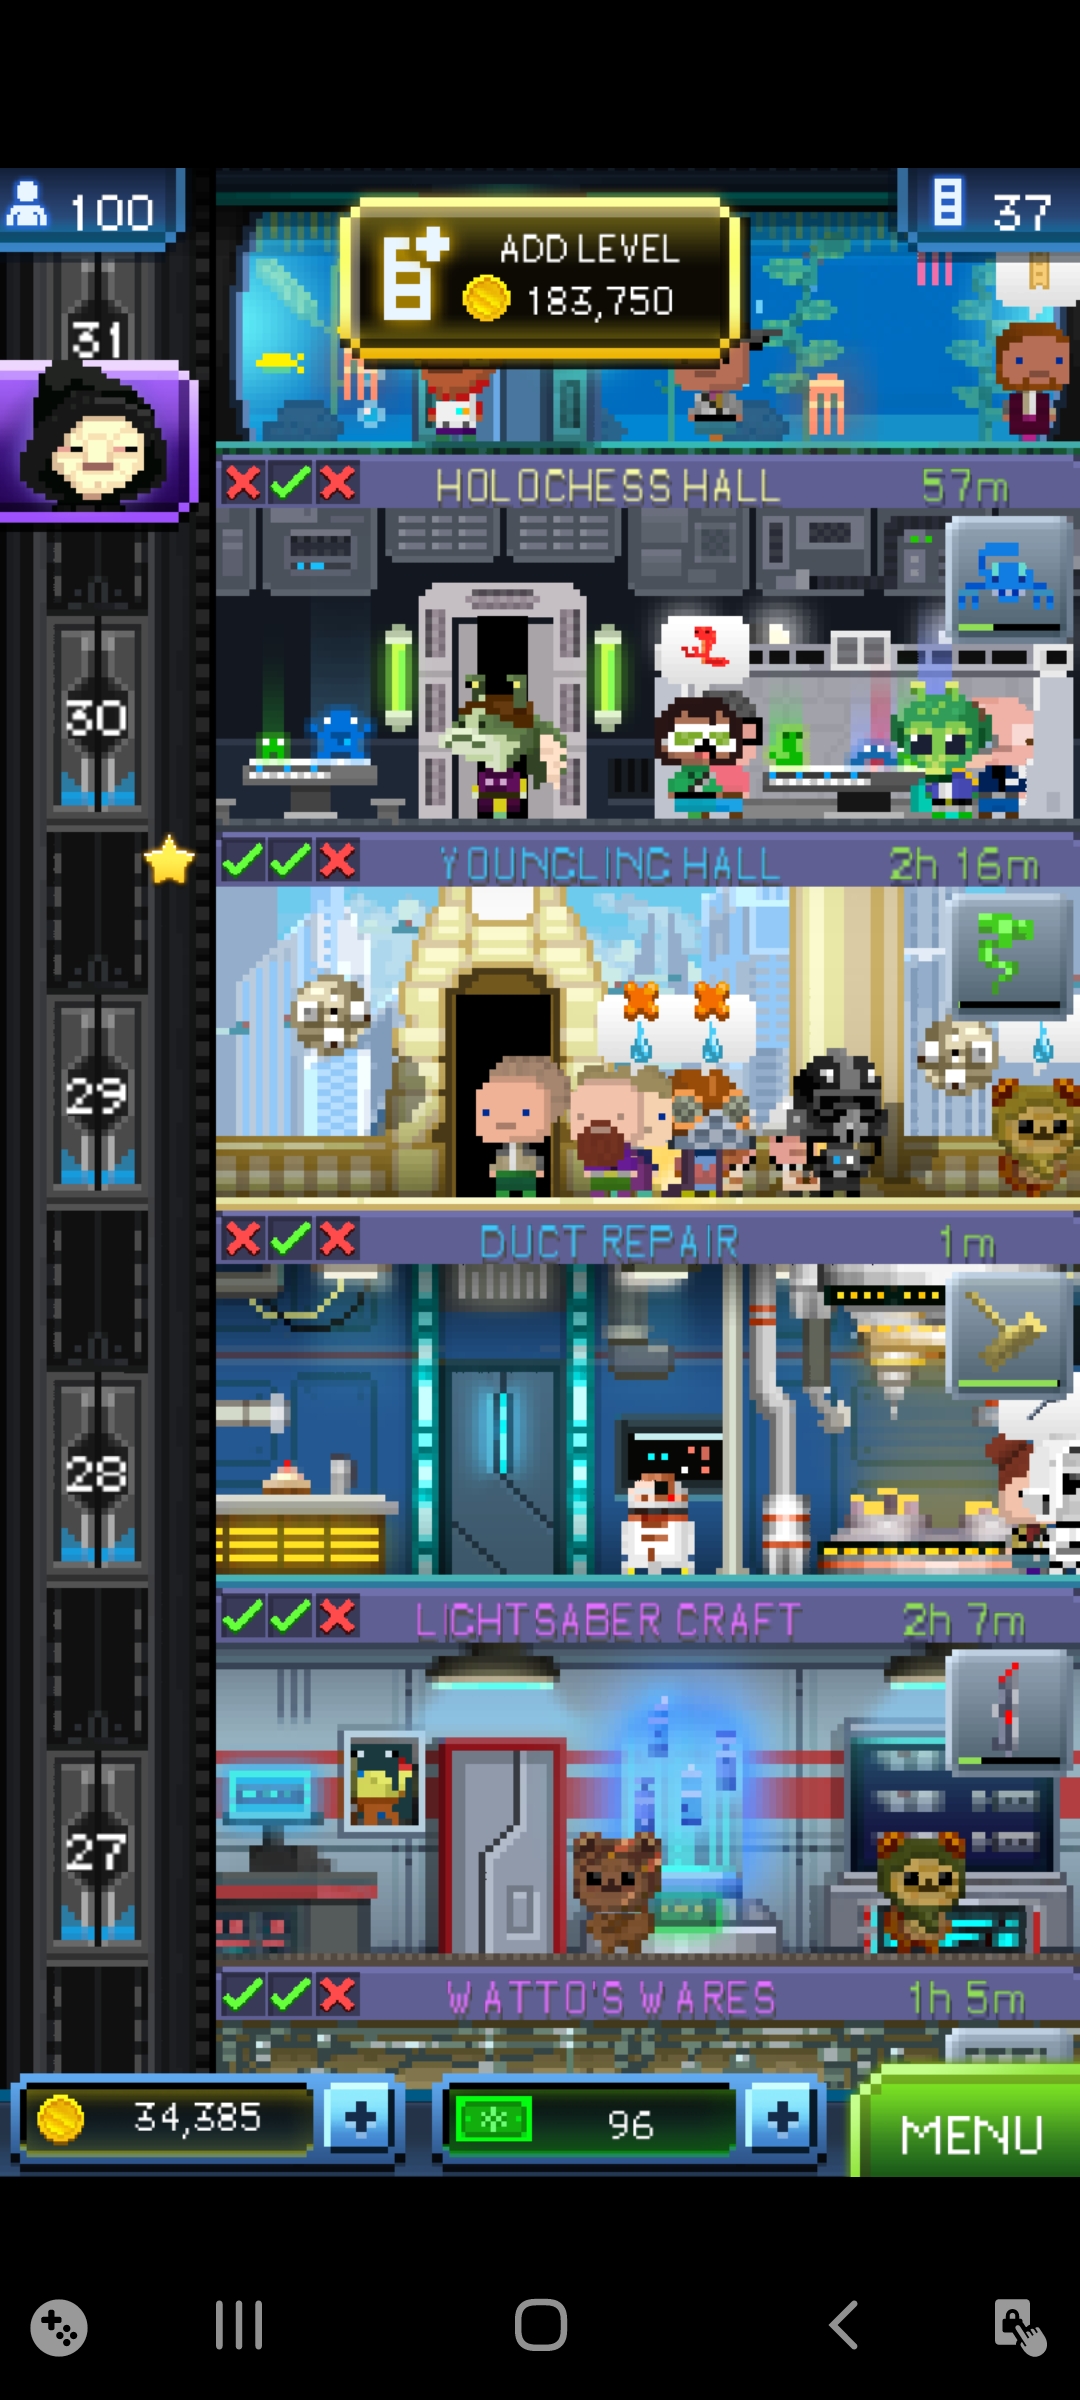 100
ADD LEVEL
183,750
37
31
HOLOCHESS HALL 57m
30
YOUNGLING HALL 2h 16m
29
DUCT REPAIR 1m
28
LIGHTSABER CRAFT 2h 7m
27
WATTO'S WARES 1h 5m
34,385
96
MENU